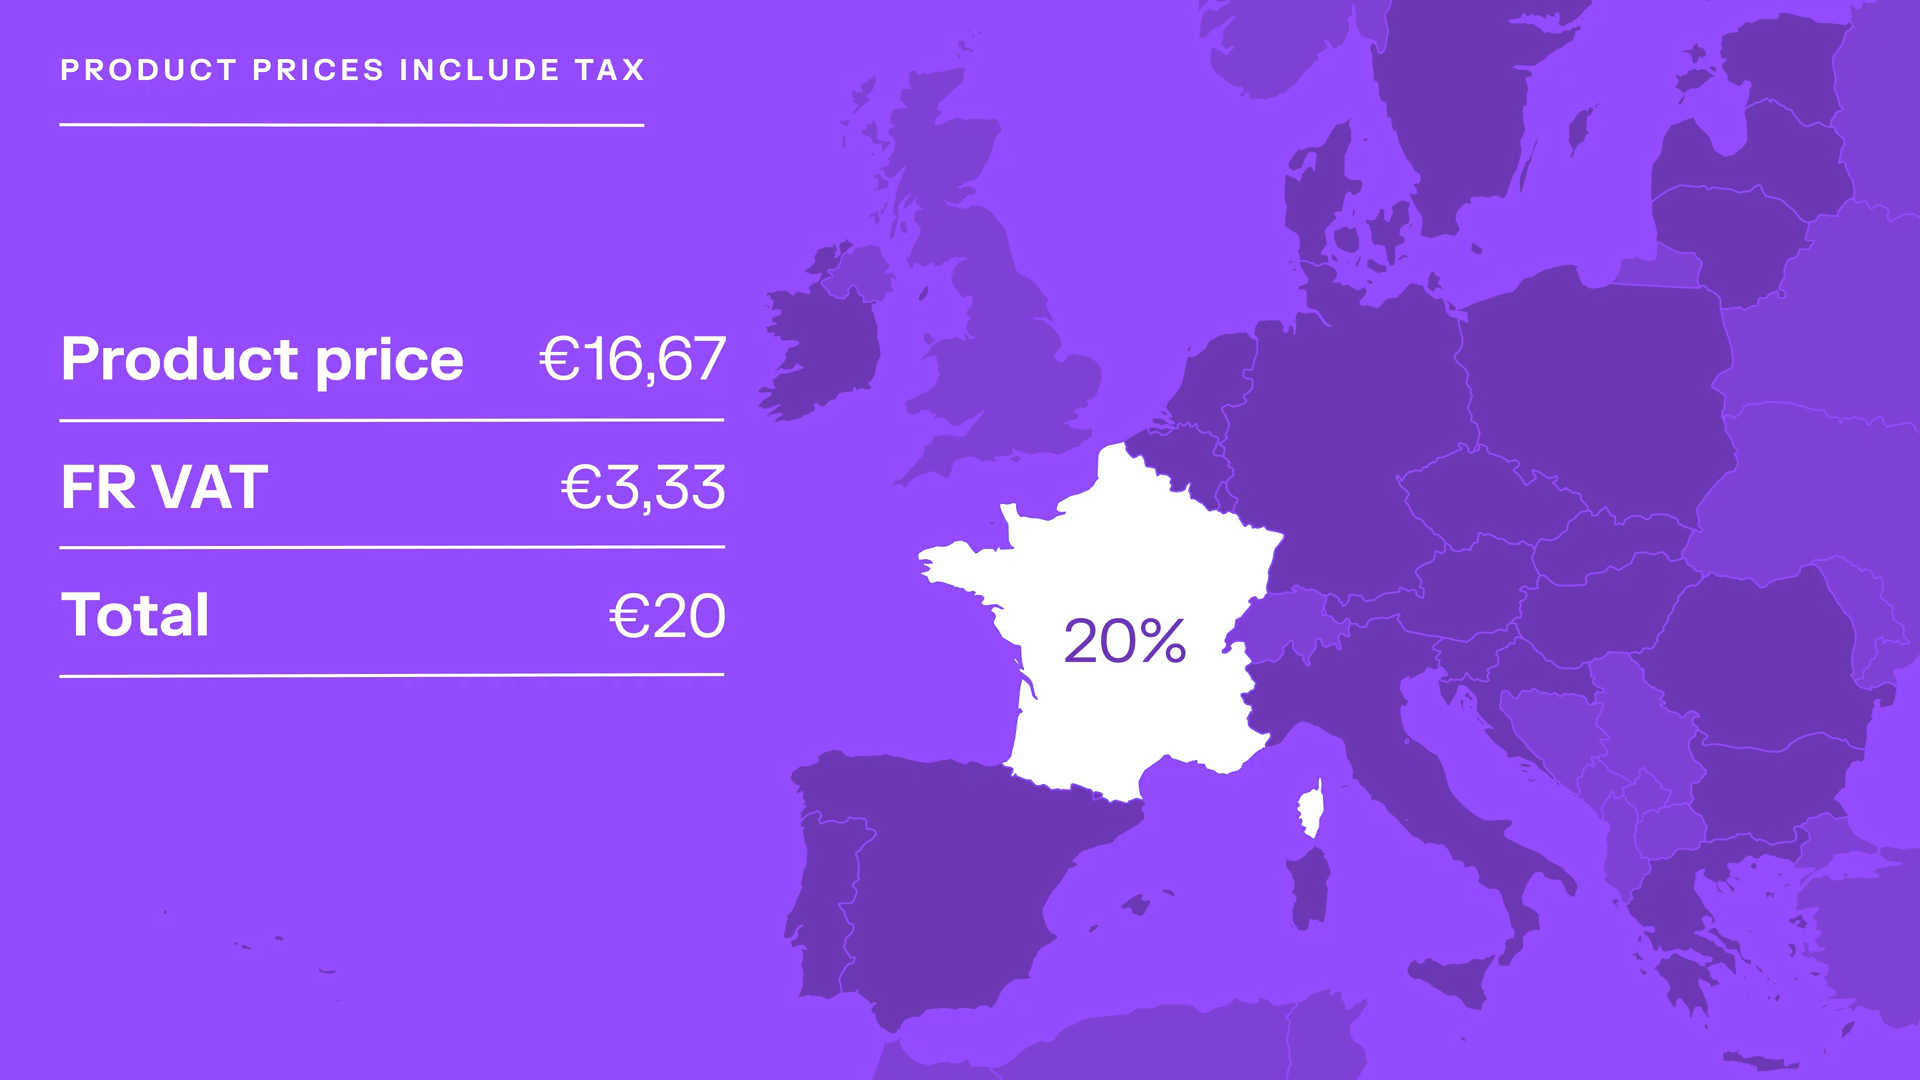 PRODUCT PRICES INCLUDE TAX
Product price €16,67
FR VAT €3,33
Total €20
20%